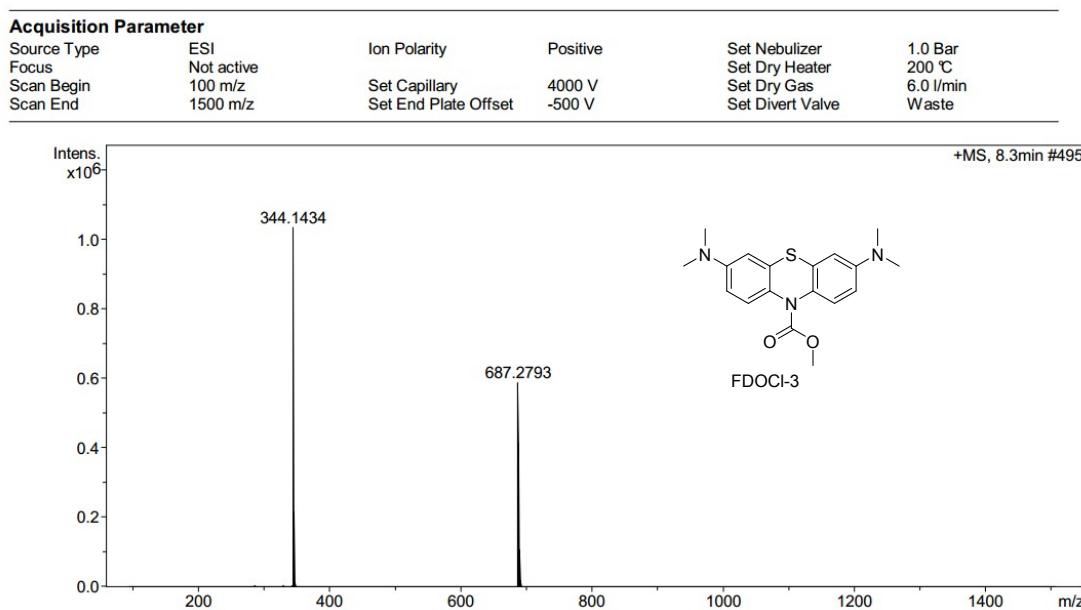 Acquisition Parameter
Source Type ESI Ion Polarity Positive Set Nebulizer 1.0 Bar
Focus Not active Set Dry Heater 200 °C
Scan Begin 100 m/z Set Capillary 4000 V Set Dry Gas 6.0 l/min
Scan End 1500 m/z Set End Plate Offset -500 V Set Divert Valve Waste
Intens.
x10⁶
+MS, 8.3min #495
344.1434
1.0
0.8
687.2793
0.6
0.4
0.2
0.0
N S N
N
O O
FDOCl-3
200 400 600 800 1000 1200 1400 m/z